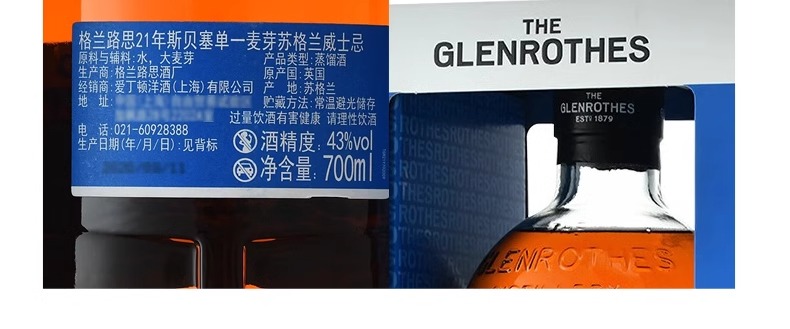 格兰路思21年斯贝塞单一麦芽苏格兰威士忌
原料与辅料:水，大麦芽
产品类型:蒸馏酒
生产商:格兰路思酒厂
原产国:英国
经销商:爱丁顿洋酒(上海)有限公司
产 地:苏格兰
地 址:
贮藏方法:常温避光储存
过量饮酒有害健康 请理性饮酒
电 话:021-60928388
生产日期(年/月/日):见背标
酒精度: 43%vol
净含量: 700ml
THE
GLENROTHES
THE
GLENROTHES
ESTD 1879
GLENROTHES